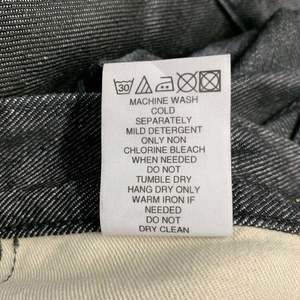 30
MACHINE WASH
COLD
SEPARATELY
MILD DETERGENT
ONLY NON
CHLORINE BLEACH
WHEN NEEDED
DO NOT
TUMBLE DRY
HANG DRY ONLY
WARM IRON IF
NEEDED
DO NOT
DRY CLEAN